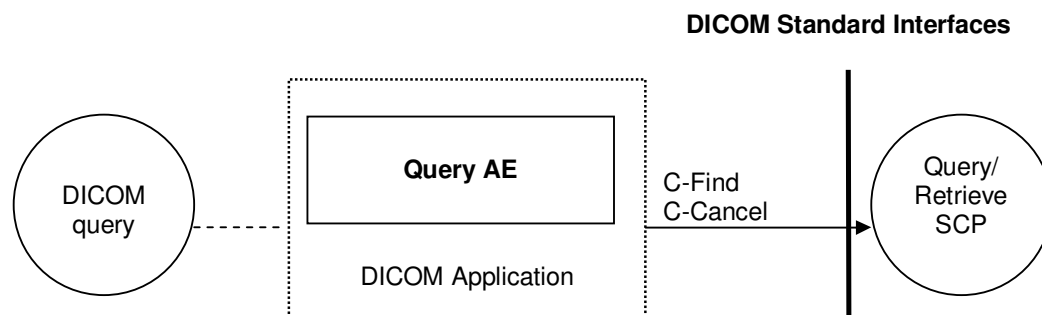 DICOM Standard Interfaces
DICOM
query
Query AE
DICOM Application
C-Find
C-Cancel
Query/
Retrieve
SCP